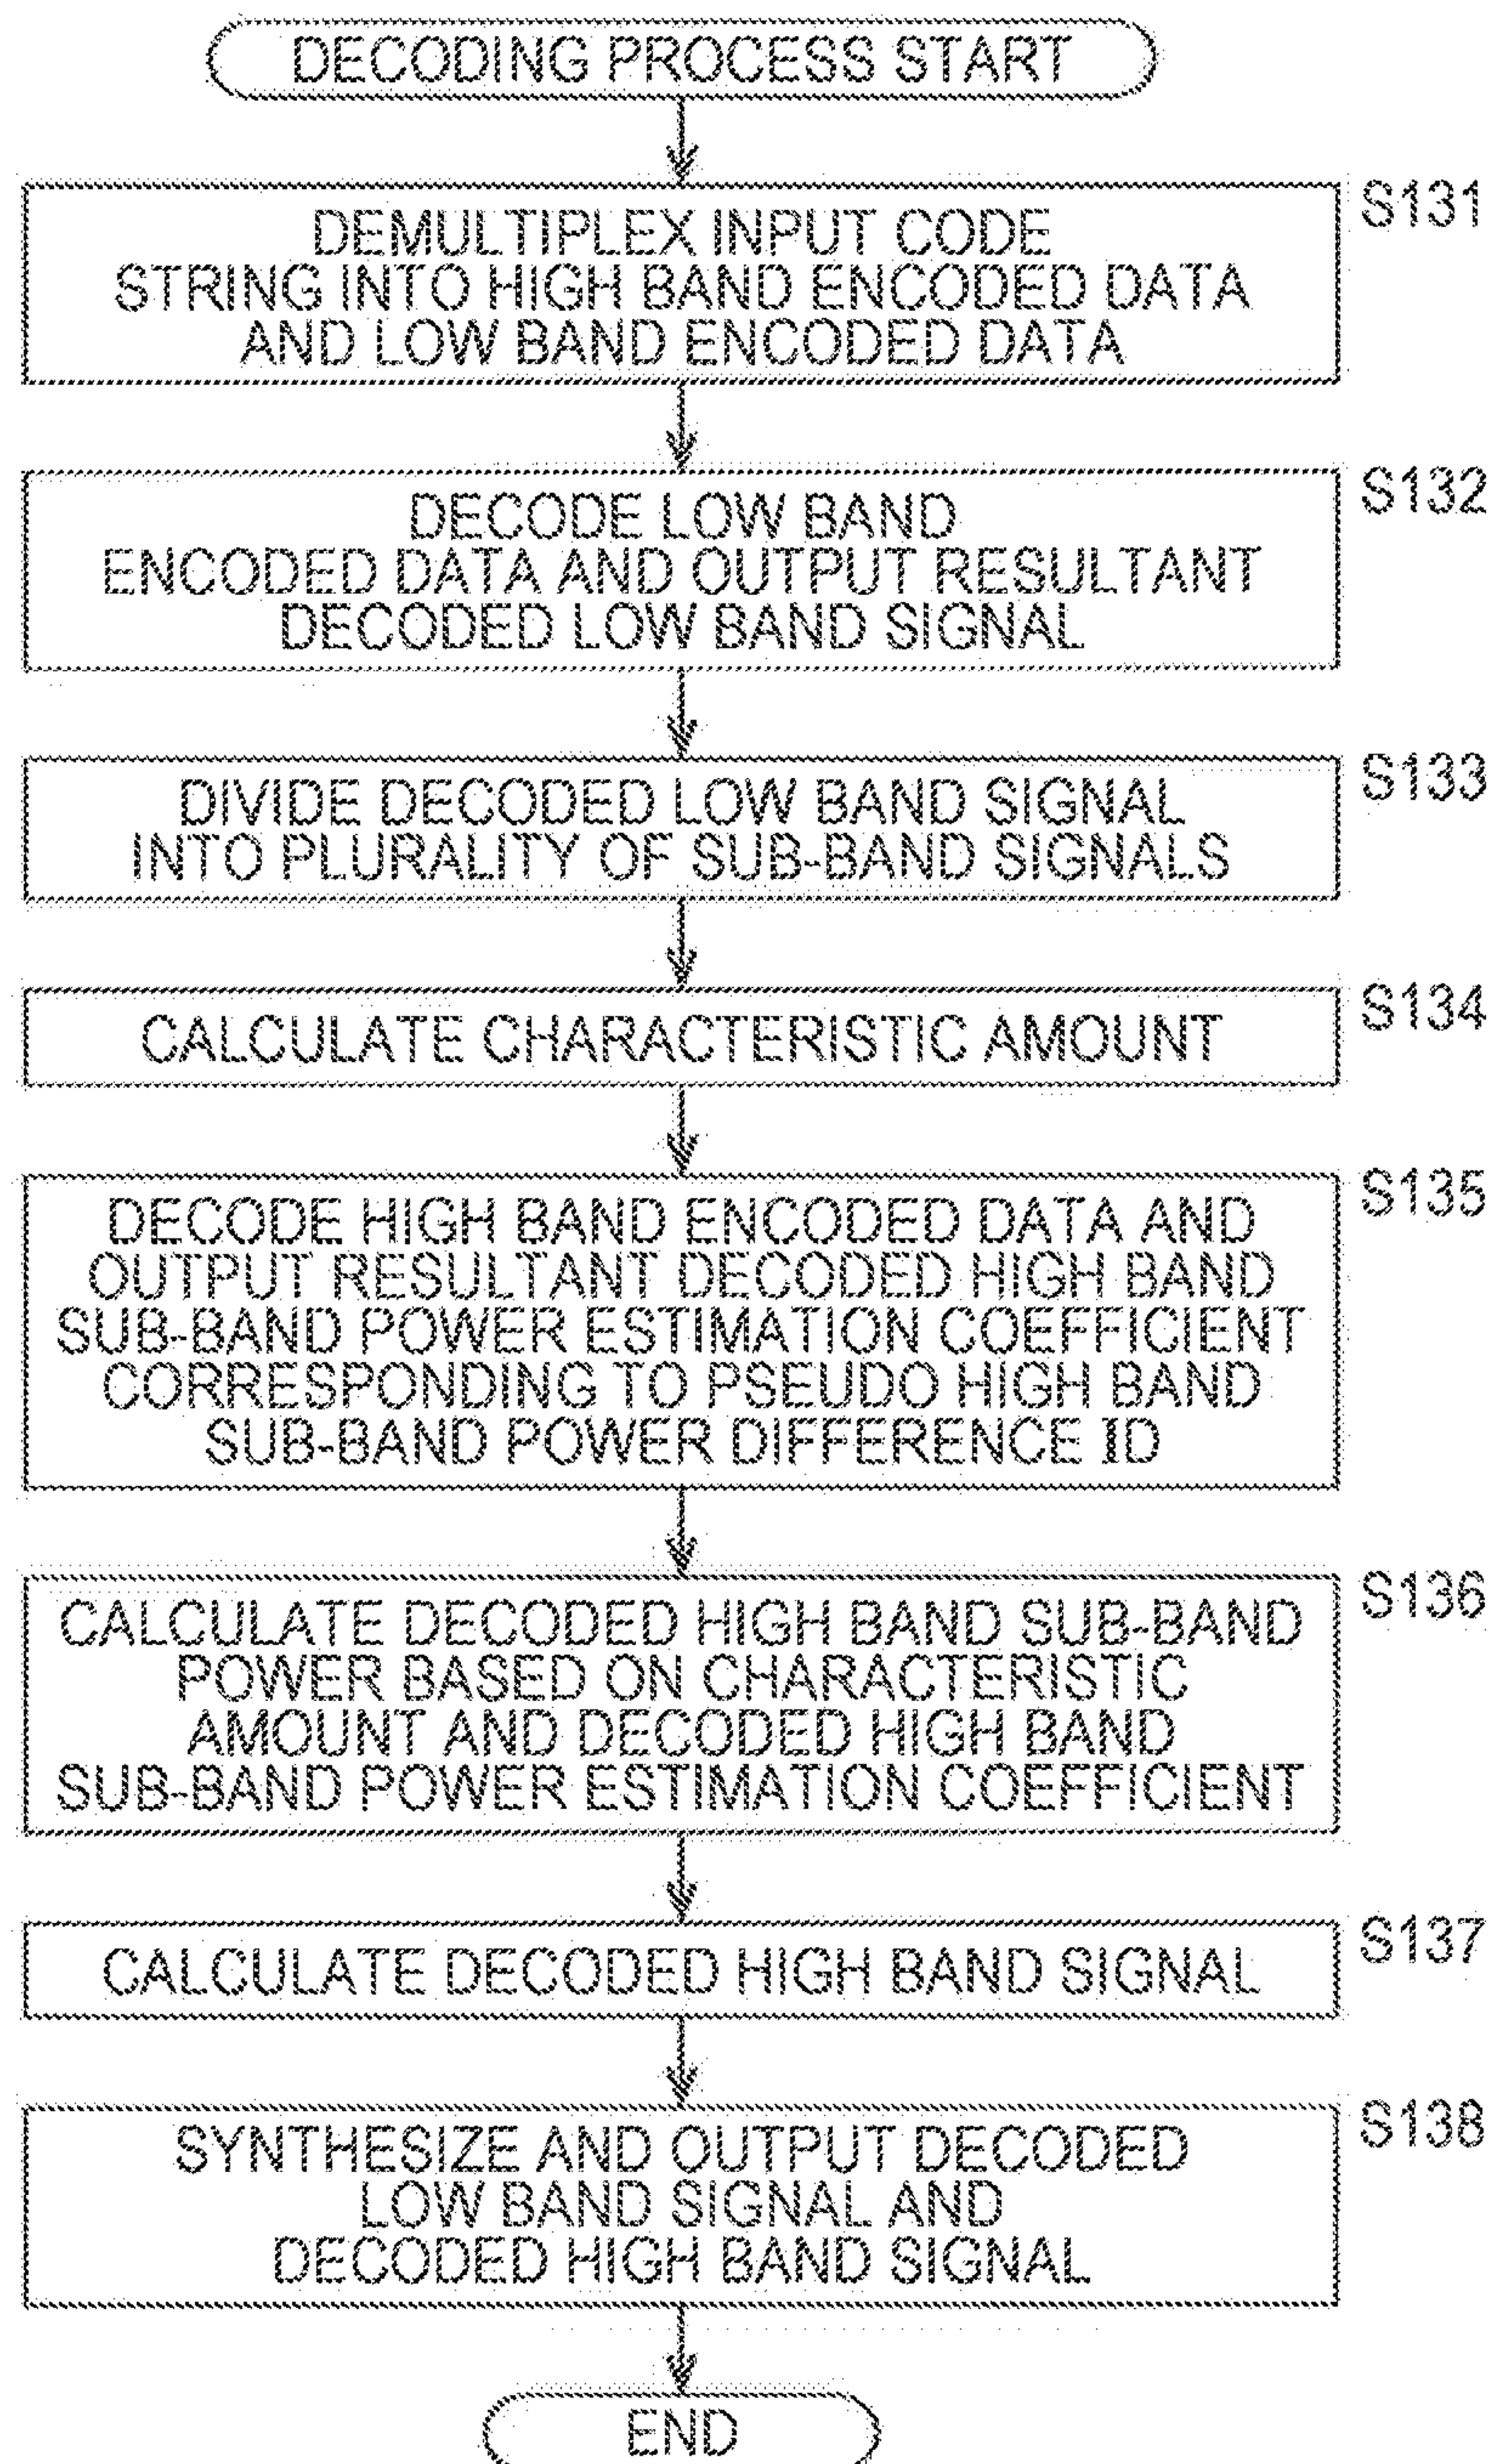 DECODING PROCESS START
S131
DEMULTIPLEX INPUT CODE
STRING INTO HIGH BAND ENCODED DATA
AND LOW BAND ENCODED DATA
S132
DECODE LOW BAND
ENCODED DATA AND OUTPUT RESULTANT
DECODED LOW BAND SIGNAL
S133
DIVIDE DECODED LOW BAND SIGNAL
INTO PLURALITY OF SUB-BAND SIGNALS
S134
CALCULATE CHARACTERISTIC AMOUNT
S135
DECODE HIGH BAND ENCODED DATA AND
OUTPUT RESULTANT DECODED HIGH BAND
SUB-BAND POWER ESTIMATION COEFFICIENT
CORRESPONDING TO PSEUDO HIGH BAND
SUB-BAND POWER DIFFERENCE ID
S136
CALCULATE DECODED HIGH BAND SUB-BAND
POWER BASED ON CHARACTERISTIC
AMOUNT AND DECODED HIGH BAND
SUB-BAND POWER ESTIMATION COEFFICIENT
S137
CALCULATE DECODED HIGH BAND SIGNAL
S138
SYNTHESIZE AND OUTPUT DECODED
LOW BAND SIGNAL AND
DECODED HIGH BAND SIGNAL
END